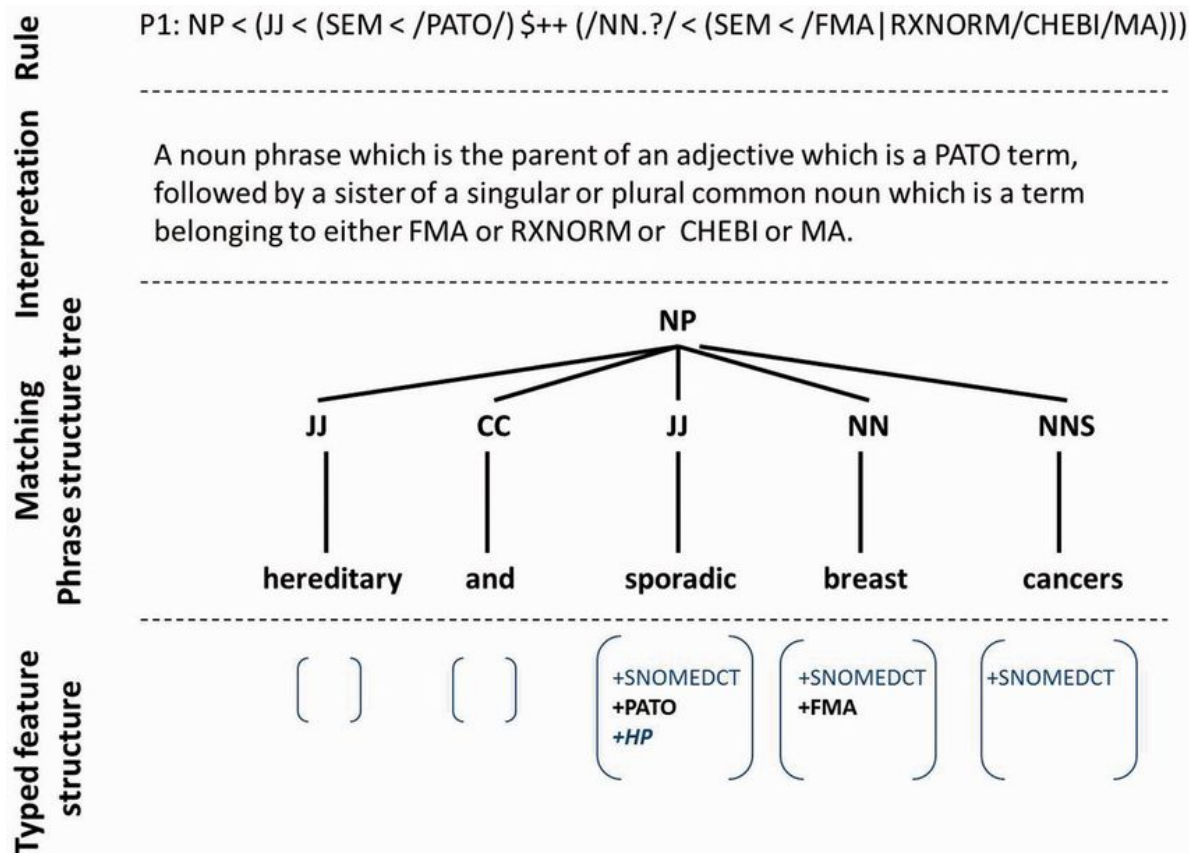 Rule
P1: NP < (JJ < (SEM < /PATO/) $++ (/NN.?/ < (SEM < /FMA|RXNORM/CHEBI/MA)))
Interpretation
A noun phrase which is the parent of an adjective which is a PATO term,
followed by a sister of a singular or plural common noun which is a term
belonging to either FMA or RXNORM or CHEBI or MA.
Matching
Phrase structure tree
NP
JJ CC JJ NN NNS
hereditary and sporadic breast cancers
Typed feature
structure
+SNOMEDCT +SNOMEDCT +SNOMEDCT
+PATO +FMA
+HP